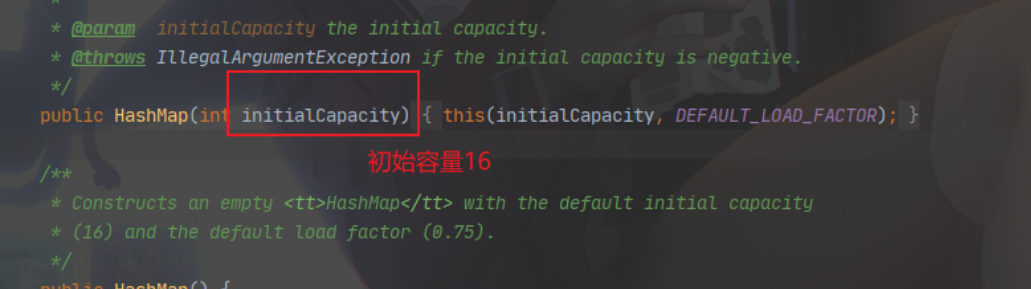 *
* @param initialCapacity the initial capacity.
* @throws IllegalArgumentException if the initial capacity is negative.
*/
public HashMap(int initialCapacity) { this(initialCapacity, DEFAULT_LOAD_FACTOR); }
初始容量16
/**
* Constructs an empty <tt>HashMap</tt> with the default initial capacity
* (16) and the default load factor (0.75).
*/
public HashMap() {